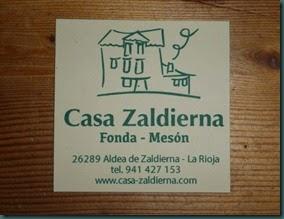 Casa Zaldierna
Fonda - Mesón
26289 Aldea de Zaldierna - La Rioja
tel. 941 427 153
www.casa-zaldierna.com